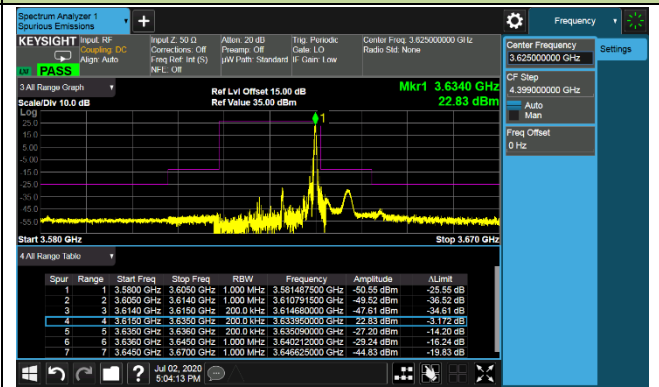 Spectrum Analyzer 1
Spurious Emissions
Frequency
KEYSIGHT
Input: RF
Coupling: DC
Align: Auto
Input Z: 50 Ω
Corrections: Off
Freq Ref: Int (S)
NFE: Off
Atten: 20 dB
Preamp: Off
µW Path: Standard
Trig: Periodic
Gate: LO
IF Gain: Low
Center Freq: 3.625000000 GHz
Radio Std: None
PASS
Center Frequency
3.625000000 GHz
Settings
CF Step
4.399000000 GHz
Auto
Man
Freq Offset
0 Hz
3 All Range Graph
Scale/Div 10.0 dB
Ref Lvl Offset 15.00 dB
Ref Value 35.00 dBm
Mkr1 3.6340 GHz
22.83 dBm
Log
25.0
15.0
5.00
-5.00
-15.0
-25.0
-35.0
-45.0
-55.0
1
Start 3.580 GHz
Stop 3.670 GHz
4 All Range Table
Spur Range Start Freq Stop Freq RBW Frequency Amplitude ΔLimit
1 1 3.5800 GHz 3.6050 GHz 1.000 MHz 3.581487500 GHz -50.55 dBm -25.55 dB
2 2 3.6050 GHz 3.6140 GHz 1.000 MHz 3.610791500 GHz -49.52 dBm -36.52 dB
3 3 3.6140 GHz 3.6150 GHz 200.0 kHz 3.614680000 GHz -47.61 dBm -34.61 dB
4 4 3.6150 GHz 3.6350 GHz 200.0 kHz 3.633950000 GHz 22.83 dBm -3.172 dB
5 5 3.6350 GHz 3.6360 GHz 200.0 kHz 3.635090000 GHz -27.20 dBm -14.20 dB
6 6 3.6360 GHz 3.6450 GHz 1.000 MHz 3.640212000 GHz -29.24 dBm -16.24 dB
7 7 3.6450 GHz 3.6700 GHz 1.000 MHz 3.646625000 GHz -44.83 dBm -19.83 dB
Jul 02, 2020
5:04:13 PM